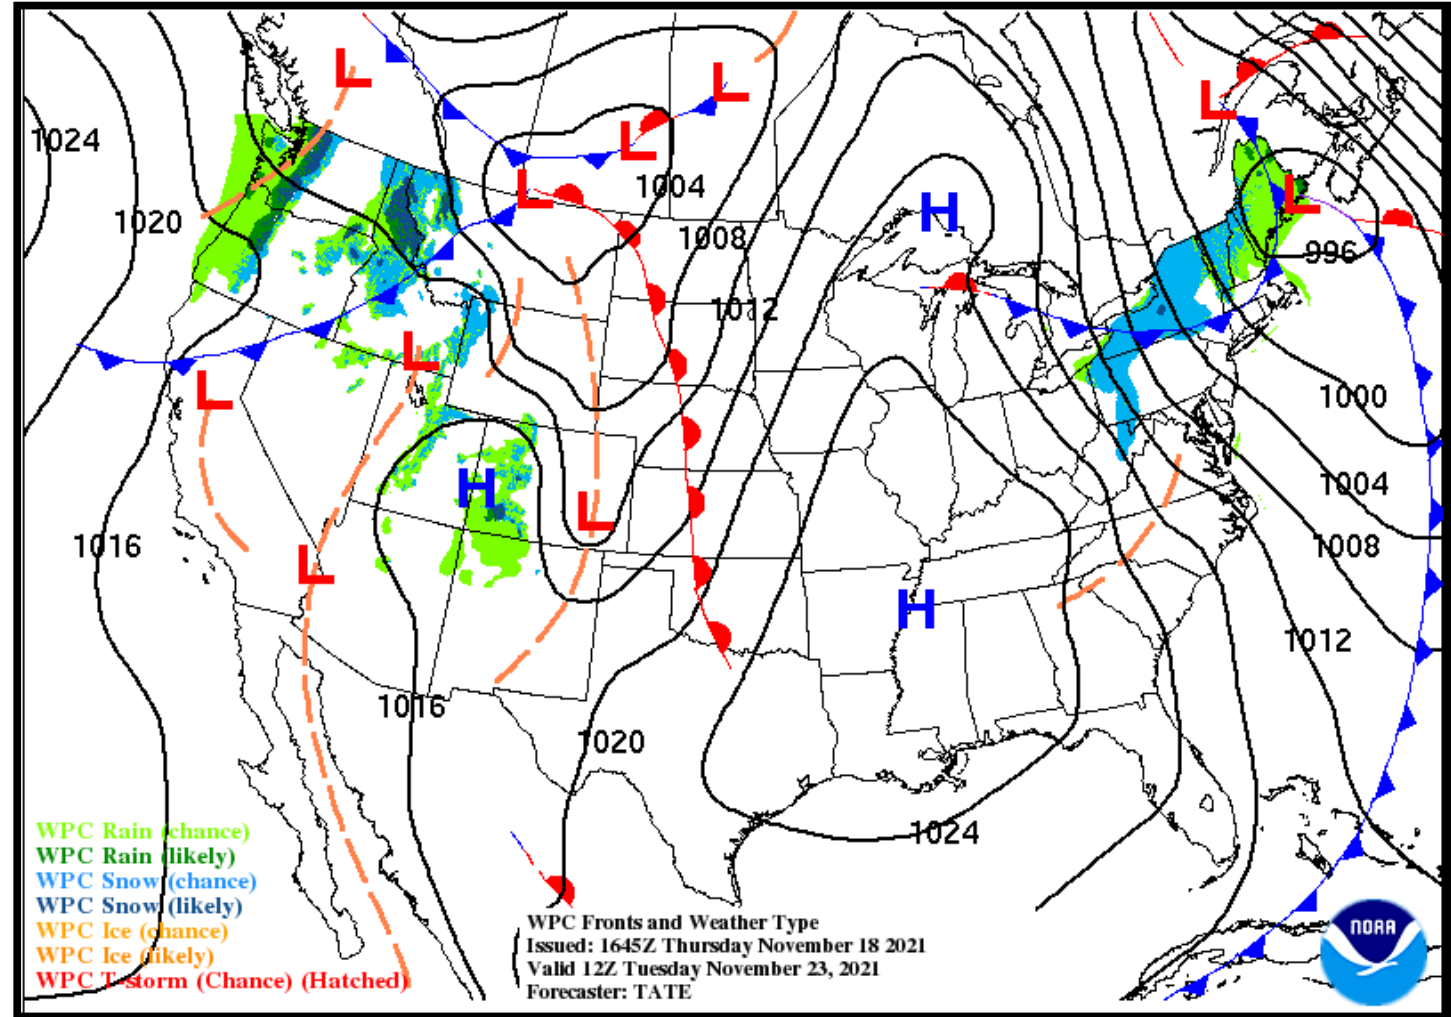 L
L
L
1024
L
L
1004
L
1020
H
1008
996
1012
L
L
1000
H
1004
L
1016
1008
L
H
1012
1016
1020
1024
WPC Rain (chance)
WPC Rain (likely)
WPC Snow (chance)
WPC Snow (likely)
WPC Ice (chance)
WPC Ice (likely)
WPC T-storm (Chance) (Hatched)
WPC Fronts and Weather Type
Issued: 1645Z Thursday November 18 2021
Valid 12Z Tuesday November 23, 2021
Forecaster: TATE
NOAA